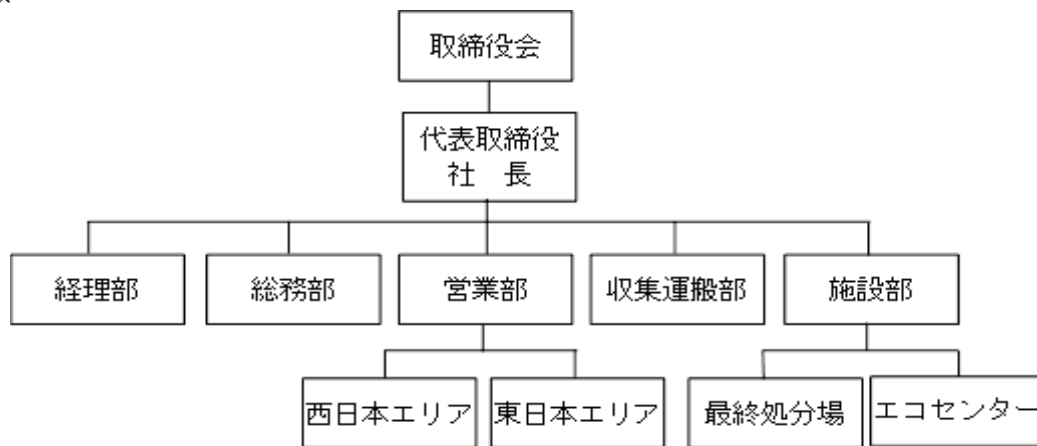 取締役会
代表取締役
社　長
経理部
総務部
営業部
収集運搬部
施設部
西日本エリア
東日本エリア
最終処分場
エコセンター